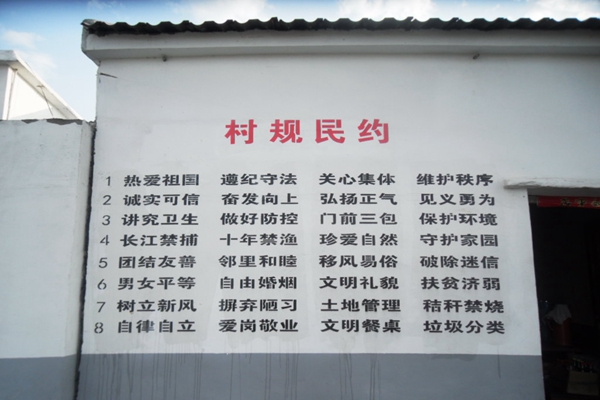 村规民约
1 热爱祖国 遵纪守法 关心集体 维护秩序
2 诚实可信 奋发向上 弘扬正气 见义勇为
3 讲究卫生 做好防控 门前三包 保护环境
4 长江禁捕 十年禁渔 珍爱自然 守护家园
5 团结友善 邻里和睦 移风易俗 破除迷信
6 男女平等 自由婚烟 文明礼貌 扶贫济弱
7 树立新风 摒弃陋习 土地管理 秸秆禁烧
8 自律自立 爱岗敬业 文明餐桌 垃圾分类